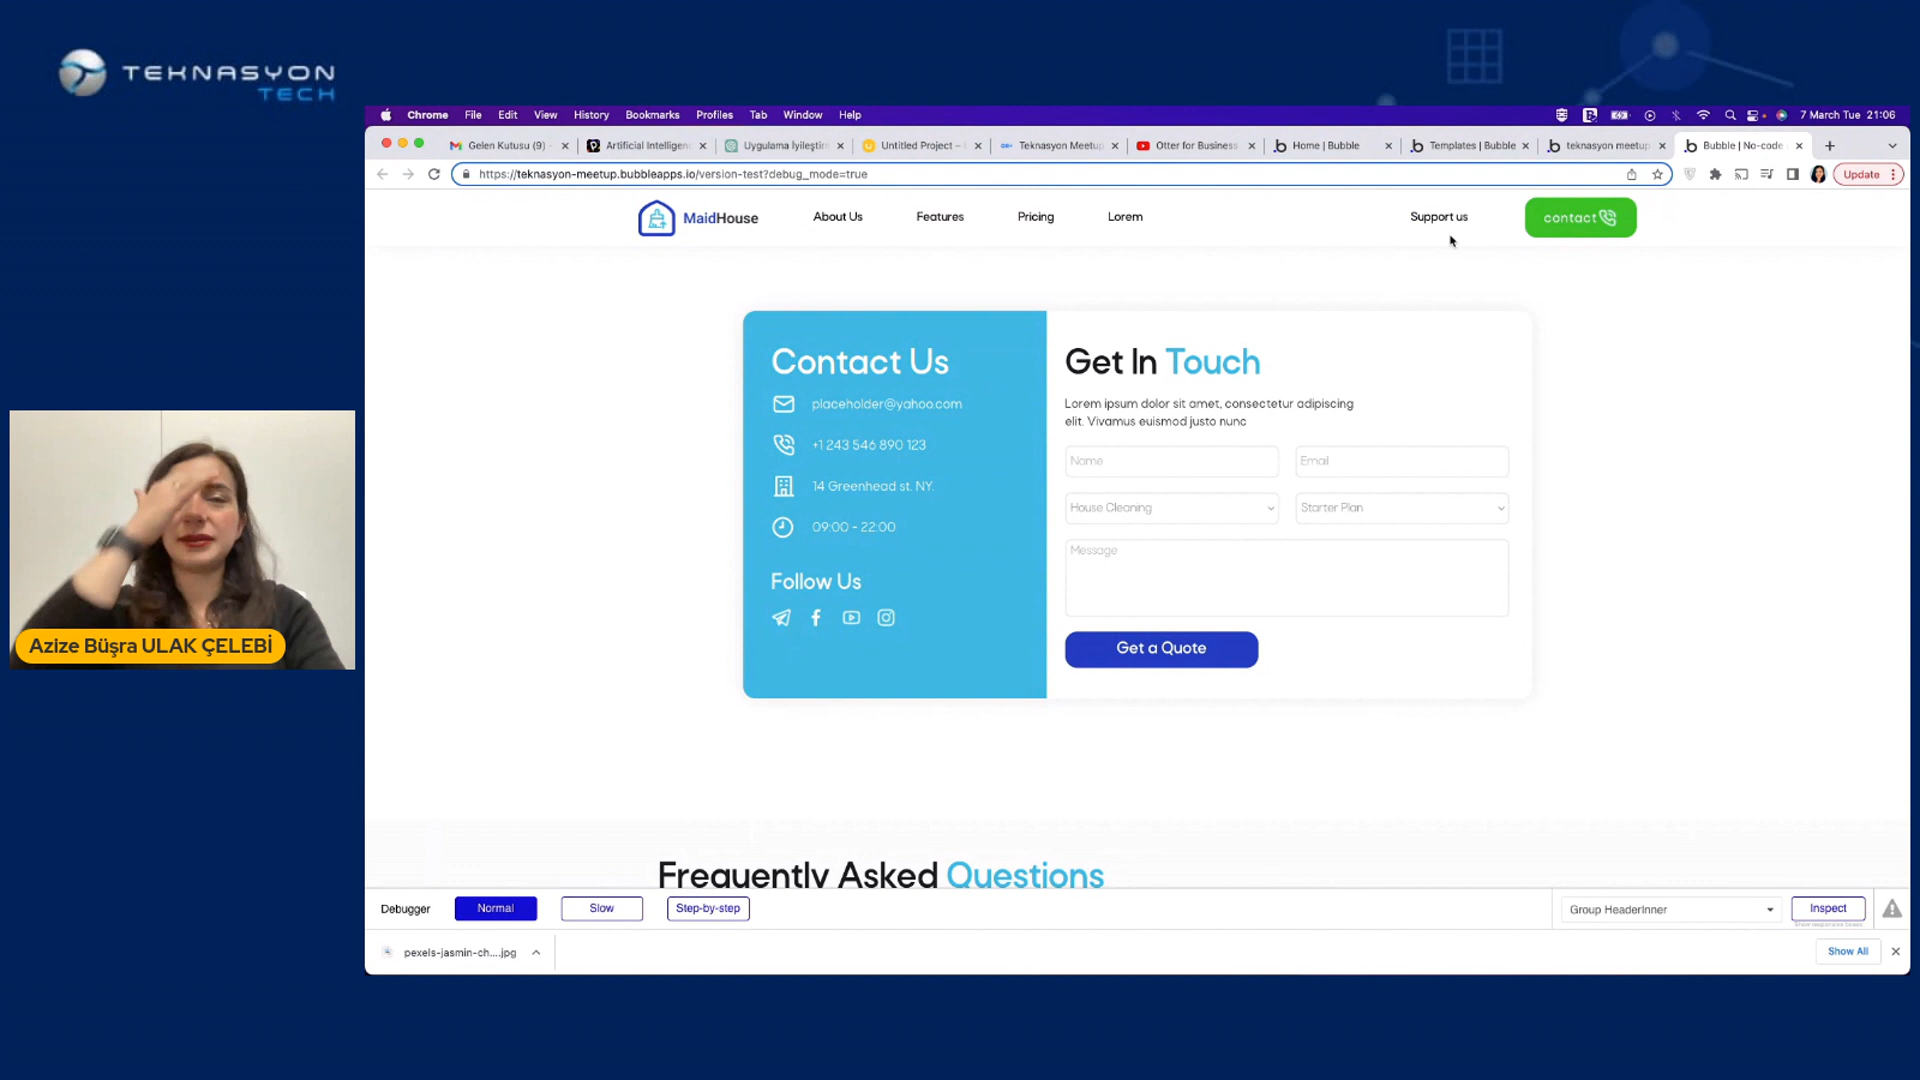 TEKNASYON
TECH
Chrome File Edit View History Bookmarks Profiles Tab Window Help
7 March Tue 21:06
Gelen Kutusu (9) -
Artificial Intelligenc
Uygulama İyileştirm
Untitled Project –
Teknasyon Meetup
Otter for Business
Home | Bubble
Templates | Bubble
teknasyon meetup
Bubble | No-code
https://teknasyon-meetup.bubbleapps.io/version-test?debug_mode=true
Update
MaidHouse
About Us
Features
Pricing
Lorem
Support us
contact
Contact Us
placeholder@yahoo.com
+1 243 546 890 123
14 Greenhead st. NY.
09:00 - 22:00
Follow Us
Get In Touch
Lorem ipsum dolor sit amet, consectetur adipiscing
elit. Vivamus euismod justo nunc
Name
Email
House Cleaning
Starter Plan
Message
Get a Quote
Azize Büşra ULAK ÇELEBİ
Frequently Asked Questions
Debugger
Normal
Slow
Step-by-step
Group HeaderInner
Inspect
pexels-jasmin-ch....jpg
Show All